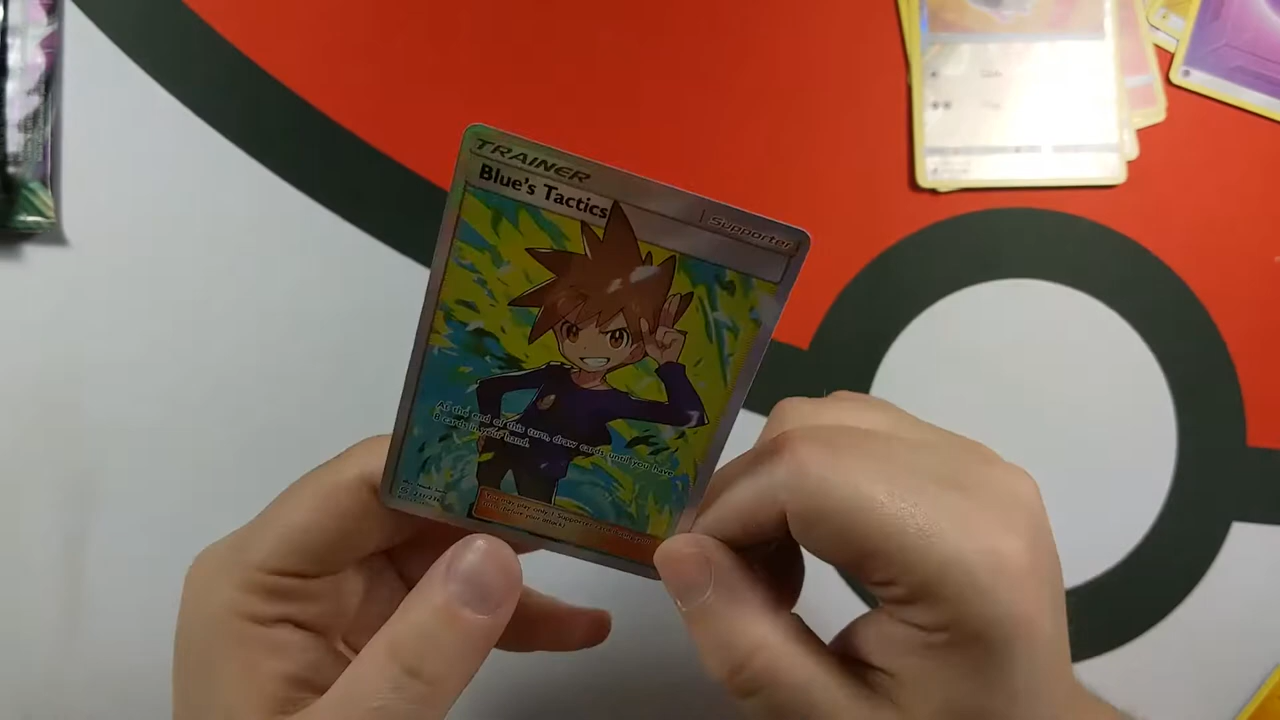 TRAINER
Blue's Tactics
Supporter
At the end of this turn, draw cards until you have
8 cards in your hand.
You may play only 1 Supporter card during your
turn (before your attack).